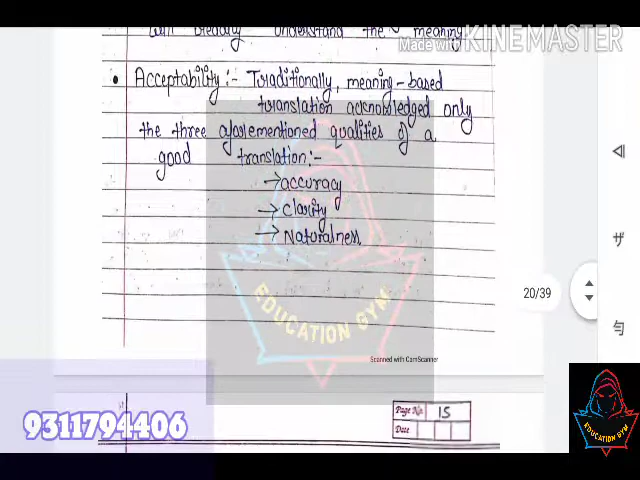 will clearly understand the meaning
Made with KINEMASTER
• Acceptability :- Traditionally, meaning-based
translation acknowledged only
the three aforementioned qualities of a
good translation:-
→ accuracy
→ Clarity
→ Naturalness
EDUCATION GYM
20/39
Scanned with CamScanner
9311794406
Page No. 15
Date
EDUCATION GYM